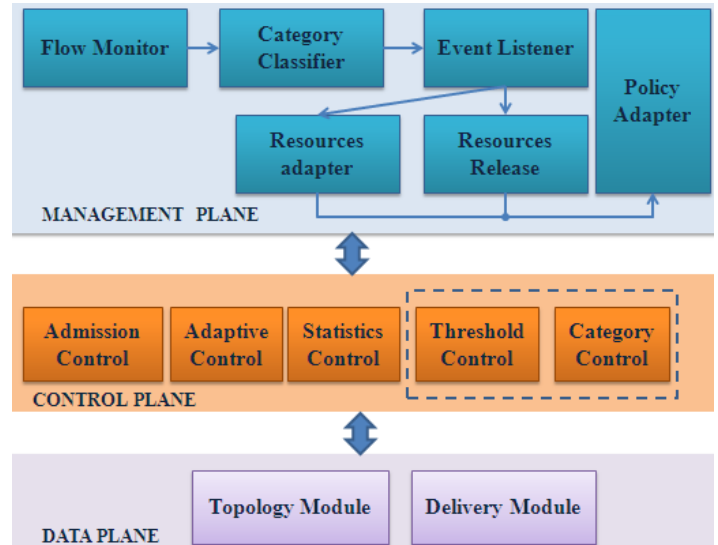 Flow Monitor
Category
Classifier
Event Listener
Policy
Adapter
Resources
adapter
Resources
Release
MANAGEMENT PLANE
Admission
Control
Adaptive
Control
Statistics
Control
Threshold
Control
Category
Control
CONTROL PLANE
Topology Module
Delivery Module
DATA PLANE